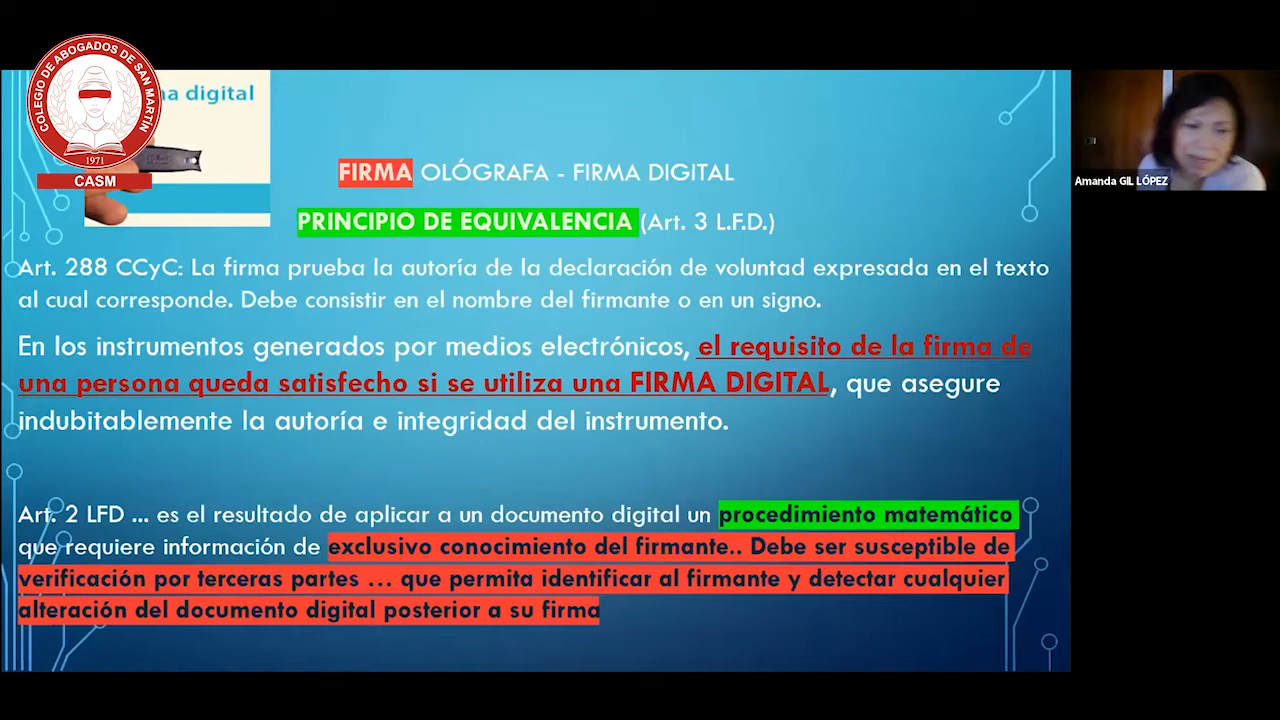 COLEGIO DE ABOGADOS DE SAN MARTÍN
1971
CASM
a digital
FIRMA OLÓGRAFA - FIRMA DIGITAL
PRINCIPIO DE EQUIVALENCIA (Art. 3 L.F.D.)
Art. 288 CCyC: La firma prueba la autoría de la declaración de voluntad expresada en el texto
al cual corresponde. Debe consistir en el nombre del firmante o en un signo.
En los instrumentos generados por medios electrónicos, el requisito de la firma de
una persona queda satisfecho si se utiliza una FIRMA DIGITAL, que asegure
indubitablemente la autoría e integridad del instrumento.
Art. 2 LFD ... es el resultado de aplicar a un documento digital un procedimiento matemático
que requiere información de exclusivo conocimiento del firmante.. Debe ser susceptible de
verificación por terceras partes ... que permita identificar al firmante y detectar cualquier
alteración del documento digital posterior a su firma
Amanda GIL LÓPEZ